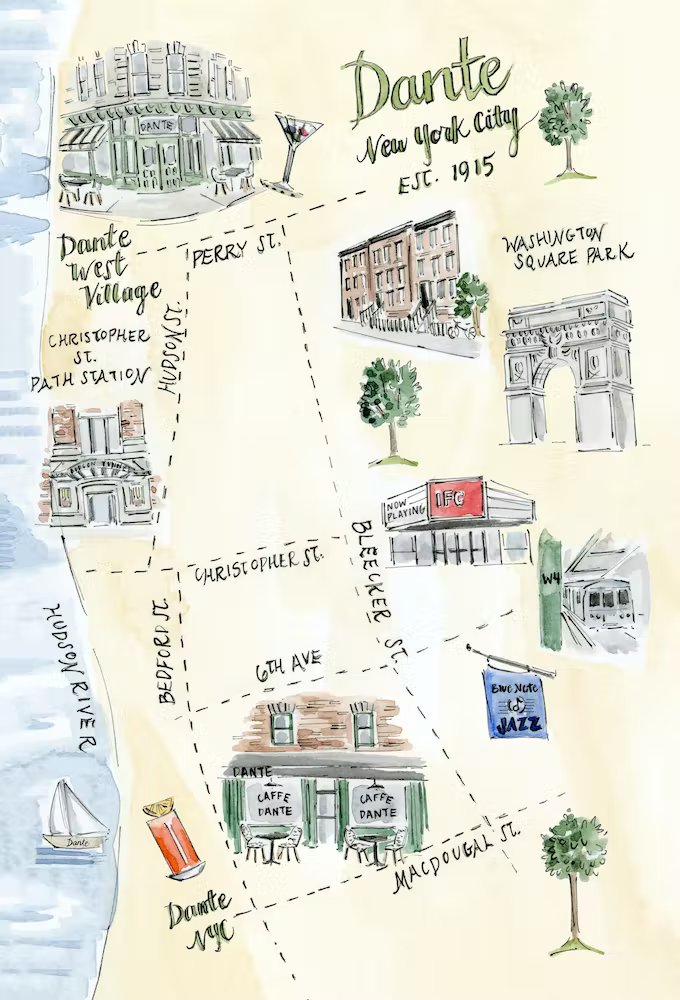 Dante
New York City
EST. 1915
DANTE
Dante
West
Village
PERRY ST.
WASHINGTON
SQUARE PARK
HUDSON ST.
CHRISTOPHER
ST.
PATH STATION
NOW
PLAYING
IFC
BLEECKER ST.
CHRISTOPHER ST.
W4
HUDSON RIVER
BEDFORD ST.
6TH AVE
BLUE NOTE
JAZZ
DANTE
CAFFE
DANTE
CAFFE
DANTE
Dante
MACDOUGAL ST.
Dante
NYC